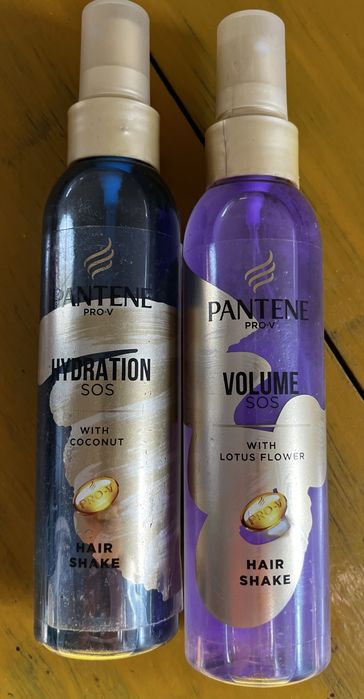 PANTENE
PRO-V
HYDRATION
SOS
WITH
COCONUT
PRO-V
HAIR
SHAKE
PANTENE
PRO-V
VOLUME
SOS
WITH
LOTUS FLOWER
PRO-V
HAIR
SHAKE